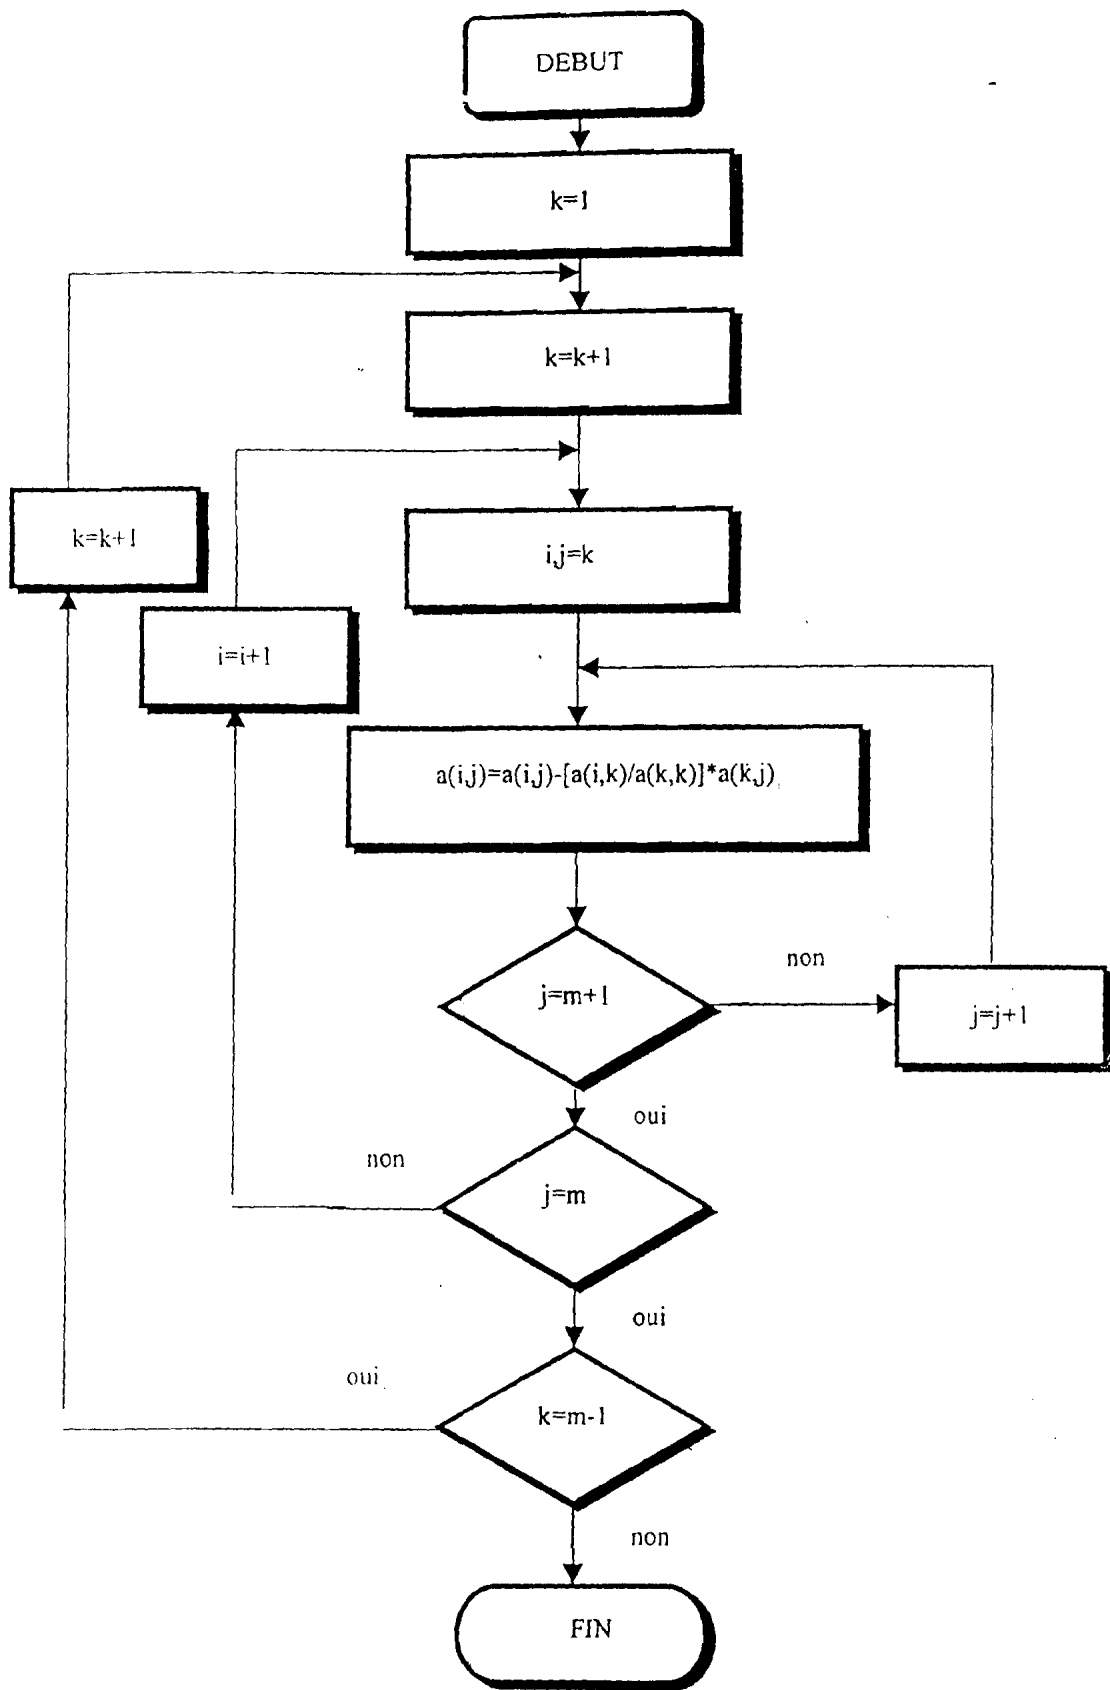 DEBUT
k=1
k=k+1
k=k+1
i,j=k
i=i+1
a(i,j)=a(i,j)-[a(i,k)/a(k,k)]*a(k,j)
j=m+1
non
j=j+1
oui
non
j=m
oui
oui
k=m-1
non
FIN